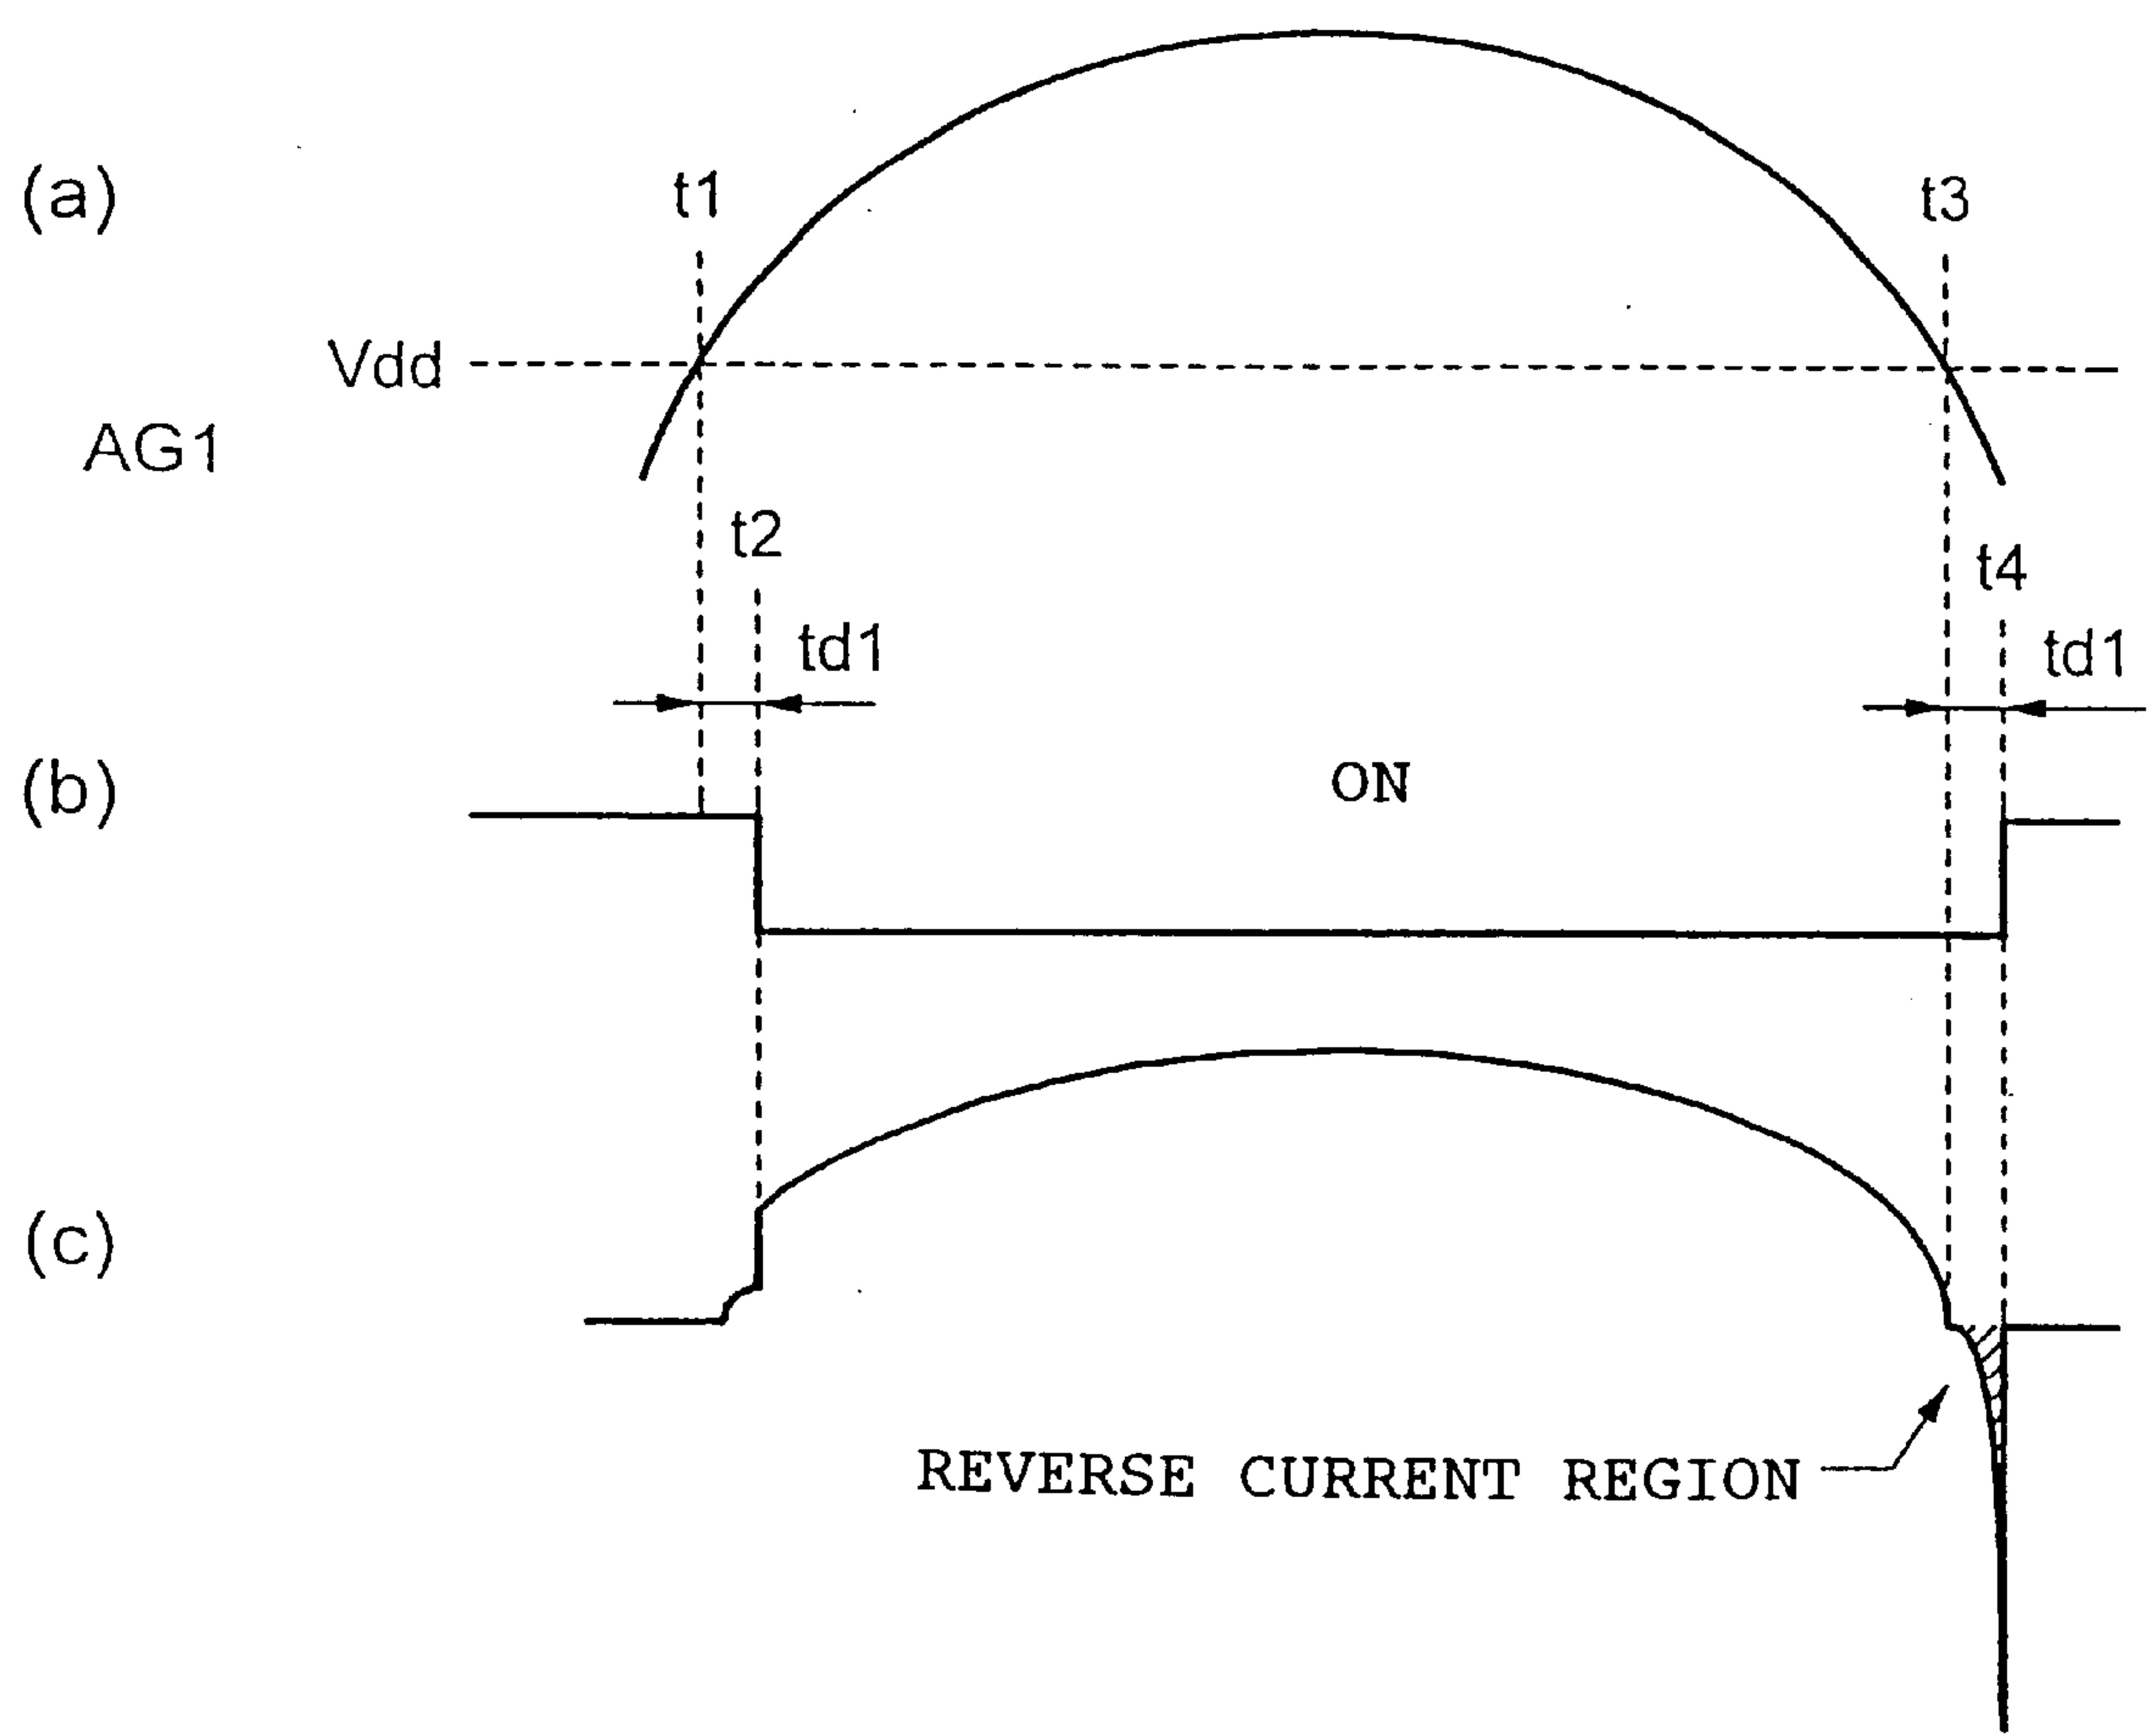 (a)
t1
t3
Vdd
AG1
t2
t4
td1
td1
(b)
ON
(c)
REVERSE CURRENT REGION